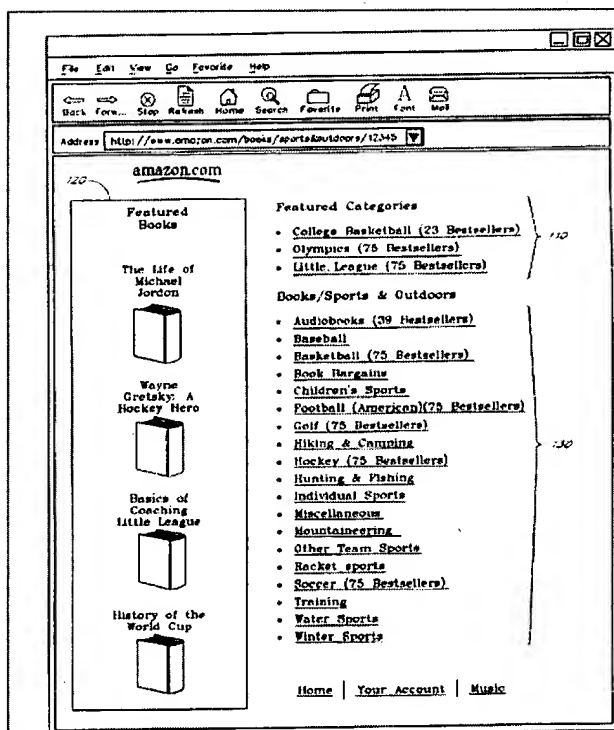 File Edit View Go Favorite Help
Back Forw... Stop Refresh Home Search Favorite Print Font Mail
Address http://www.amazon.com/books/sports&outdoors/12345
amazon.com
120
Featured
Books
The Life of
Michael
Jordon
Wayne
Gretsky: A
Hockey Hero
Basics of
Coaching
Little League
History of the
World Cup
Featured Categories
• College Basketball (23 Bestsellers)
• Olympics (75 Bestsellers)
• Little League (75 Bestsellers)
110
Books/Sports & Outdoors
• Audiobooks (39 Bestsellers)
• Baseball
• Basketball (75 Bestsellers)
• Book Bargains
• Children's Sports
• Football (American)(75 Bestsellers)
• Golf (75 Bestsellers)
• Hiking & Camping
• Hockey (75 Bestsellers)
• Hunting & Fishing
• Individual Sports
• Miscellaneous
• Mountaineering
• Other Team Sports
• Racket sports
• Soccer (75 Bestsellers)
• Training
• Water Sports
• Winter Sports
130
Home | Your Account | Music